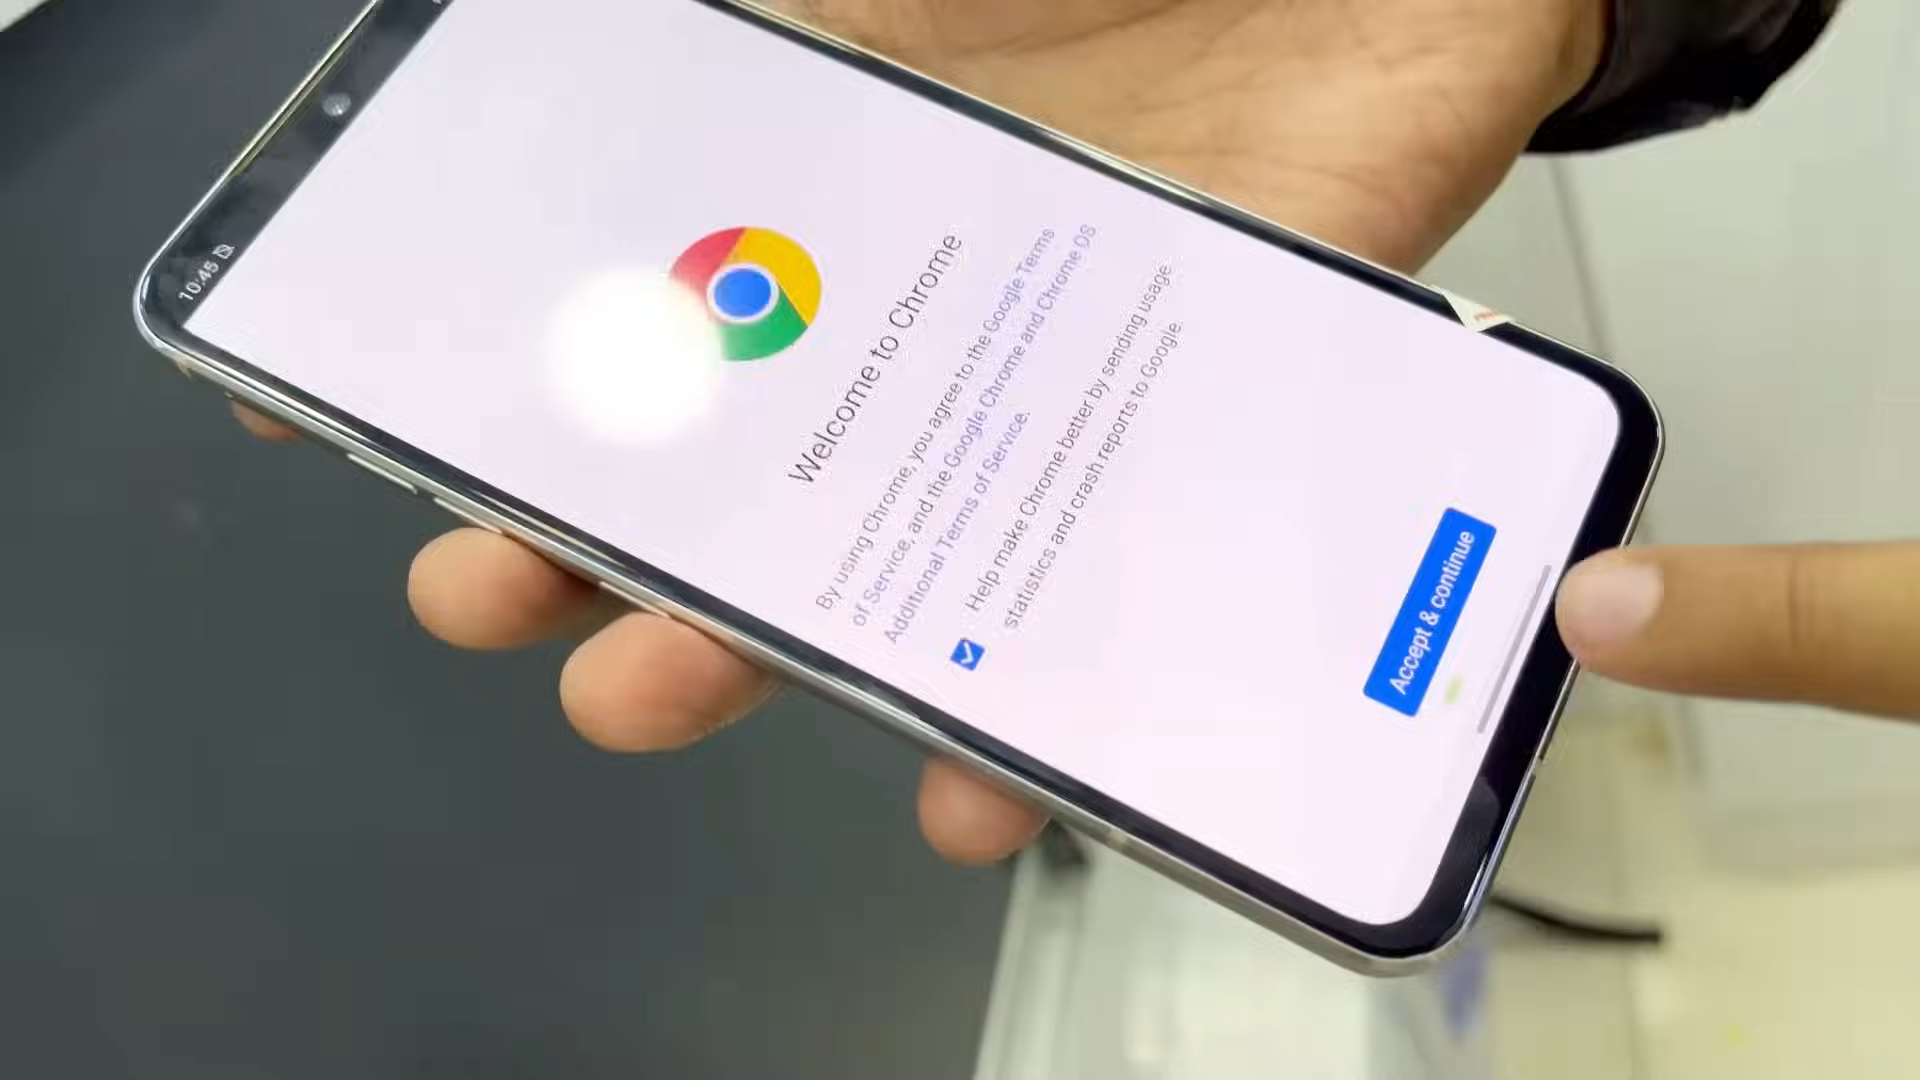 10:45
Welcome to Chrome
By using Chrome, you agree to the Google Terms
of Service, and the Google Chrome and Chrome OS
Additional Terms of Service.
Help make Chrome better by sending usage
statistics and crash reports to Google.
Accept & continue